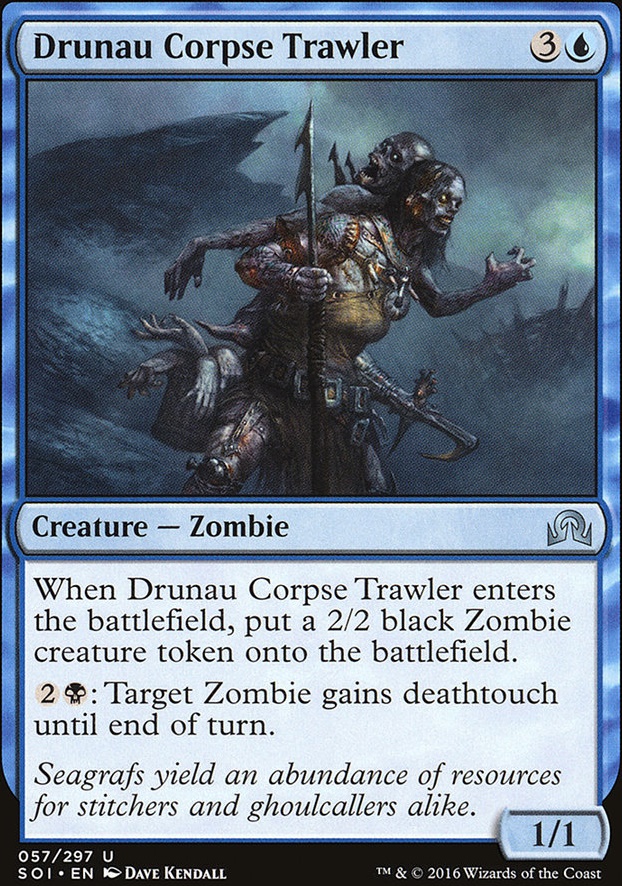 Drunau Corpse Trawler 3
Creature — Zombie
When Drunau Corpse Trawler enters
the battlefield, put a 2/2 black Zombie
creature token onto the battlefield.
2 : Target Zombie gains deathtouch
until end of turn.
Seagrafs yield an abundance of resources
for stitchers and ghoulcallers alike.
1/1
057/297 U
SOI • EN DAVE KENDALL
™ & © 2016 Wizards of the Coast